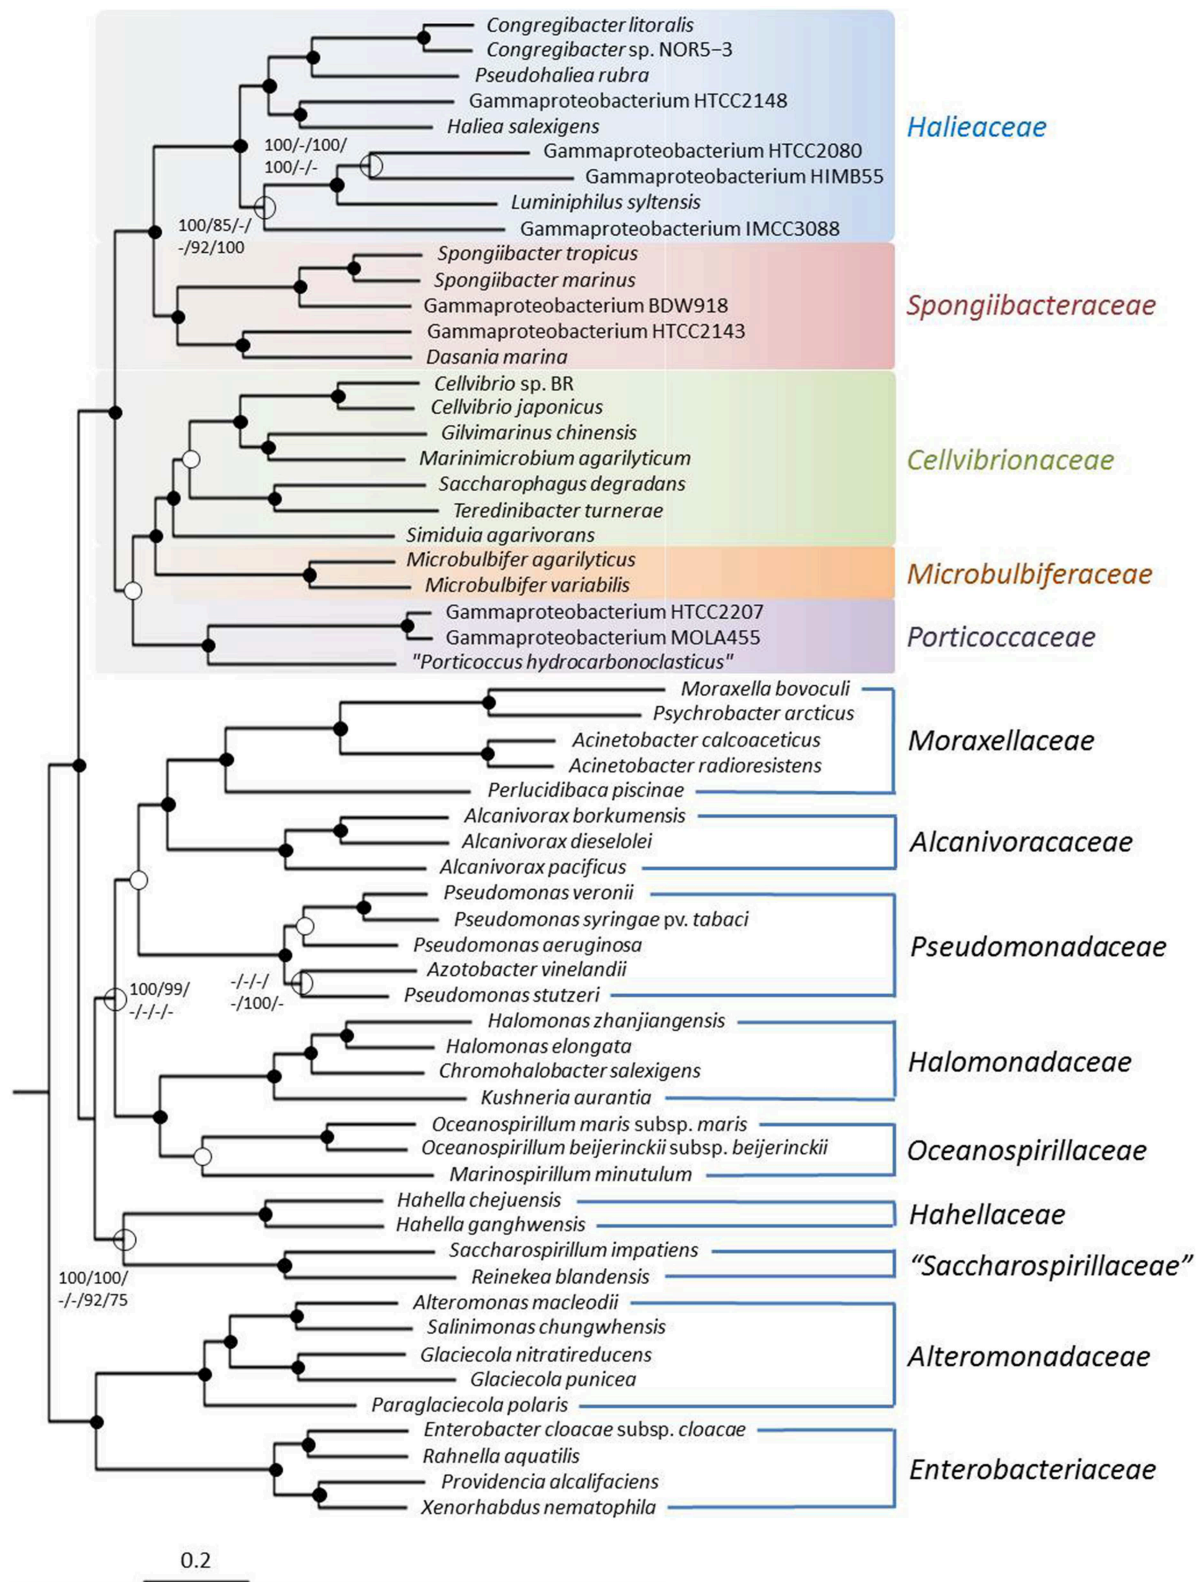 Congregibacter litoralis
Congregibacter sp. NOR5−3
Pseudohaliea rubra
Gammaproteobacterium HTCC2148
Haliea salexigens
Halieaceae
100/-/100/
100/-/-
Gammaproteobacterium HTCC2080
Gammaproteobacterium HIMB55
Luminiphilus syltensis
100/85/-/
-/92/100
Gammaproteobacterium IMCC3088
Spongiibacter tropicus
Spongiibacter marinus
Gammaproteobacterium BDW918
Spongiibacteraceae
Gammaproteobacterium HTCC2143
Dasania marina
Cellvibrio sp. BR
Cellvibrio japonicus
Gilvimarinus chinensis
Marinimicrobium agarilyticum
Cellvibrionaceae
Saccharophagus degradans
Teredinibacter turnerae
Simiduia agarivorans
Microbulbifer agarilyticus
Microbulbiferaceae
Microbulbifer variabilis
Gammaproteobacterium HTCC2207
Gammaproteobacterium MOLA455
Porticoccaceae
"Porticoccus hydrocarbonoclasticus"
Moraxella bovoculi
Psychrobacter arcticus
Acinetobacter calcoaceticus
Moraxellaceae
Acinetobacter radioresistens
Perlucidibaca piscinae
Alcanivorax borkumensis
Alcanivorax dieselolei
Alcanivoracaceae
Alcanivorax pacificus
Pseudomonas veronii
Pseudomonas syringae pv. tabaci
Pseudomonas aeruginosa
Pseudomonadaceae
Azotobacter vinelandii
-/-/-/
-/100/-
Pseudomonas stutzeri
100/99/
-/-/-/-
Halomonas zhanjiangensis
Halomonas elongata
Halomonadaceae
Chromohalobacter salexigens
Kushneria aurantia
Oceanospirillum maris subsp. maris
Oceanospirillum beijerinckii subsp. beijerinckii
Oceanospirillaceae
Marinospirillum minutulum
Hahella chejuensis
Hahellaceae
Hahella ganghwensis
Saccharospirillum impatiens
“Saccharospirillaceae”
Reinekea blandensis
100/100/
-/-/92/75
Alteromonas macleodii
Salinimonas chungwhensis
Glaciecola nitratireducens
Alteromonadaceae
Glaciecola punicea
Paraglaciecola polaris
Enterobacter cloacae subsp. cloacae
Rahnella aquatilis
Enterobacteriaceae
Providencia alcalifaciens
Xenorhabdus nematophila
0.2